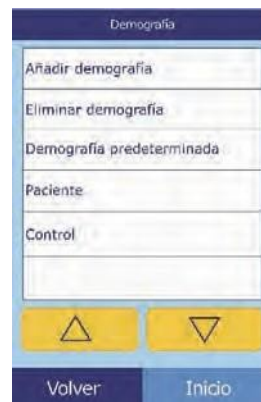 Demografía
Añadir demografía
Eliminar demografía
Demografía predeterminada
Paciente
Control
Volver Inicio